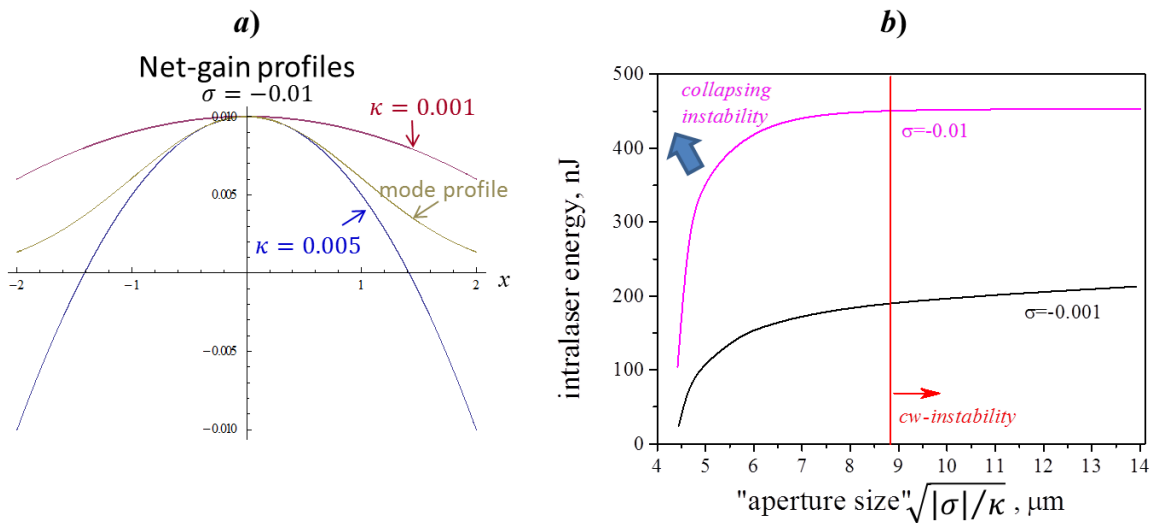 a)
Net-gain profiles
σ = −0.01
κ = 0.001
0.010
0.005
mode profile
κ = 0.005
−2
−1
1
2
x
−0.005
−0.010
b)
500
400
300
200
100
0
intralaser energy, nJ
collapsing
instability
σ=-0.01
σ=-0.001
cw-instability
4 5 6 7 8 9 10 11 12 13 14
"aperture size"√|σ|/κ , μm